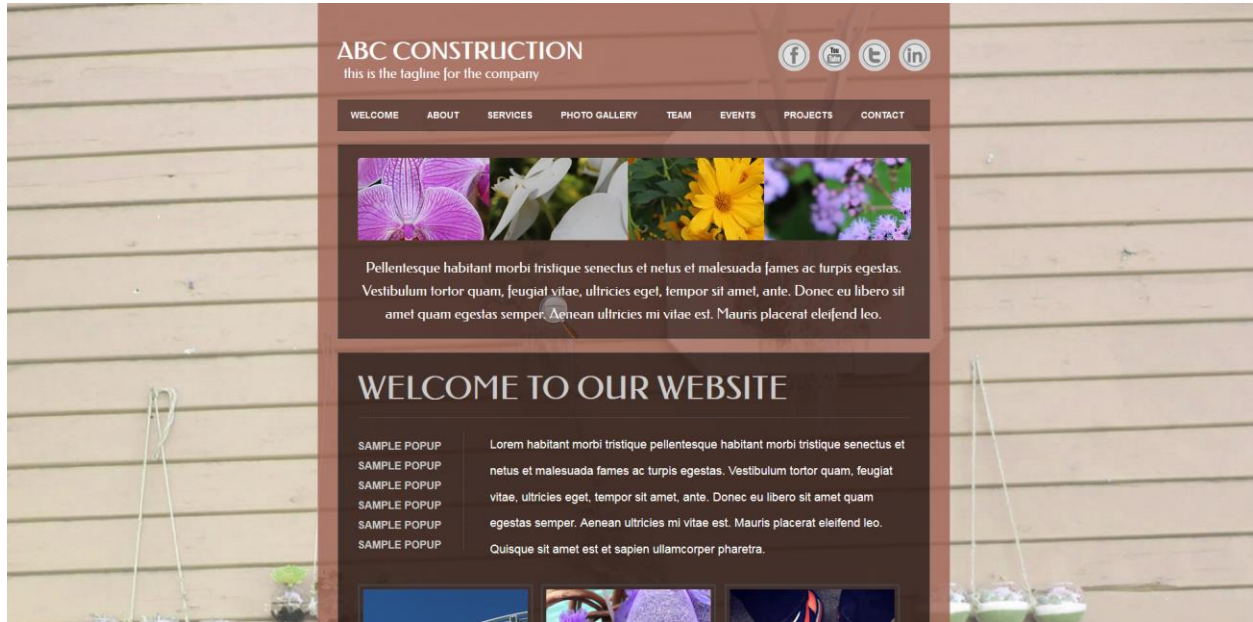 ABC CONSTRUCTION
this is the tagline for the company
f You Tube t in
WELCOME ABOUT SERVICES PHOTO GALLERY TEAM EVENTS PROJECTS CONTACT
Pellentesque habitant morbi tristique senectus et netus et malesuada fames ac turpis egestas.
Vestibulum tortor quam, feugiat vitae, ultricies eget, tempor sit amet, ante. Donec eu libero sit
amet quam egestas semper. Aenean ultricies mi vitae est. Mauris placerat eleifend leo.
WELCOME TO OUR WEBSITE
SAMPLE POPUP
SAMPLE POPUP
SAMPLE POPUP
SAMPLE POPUP
SAMPLE POPUP
SAMPLE POPUP
Lorem habitant morbi tristique pellentesque habitant morbi tristique senectus et
netus et malesuada fames ac turpis egestas. Vestibulum tortor quam, feugiat
vitae, ultricies eget, tempor sit amet, ante. Donec eu libero sit amet quam
egestas semper. Aenean ultricies mi vitae est. Mauris placerat eleifend leo.
Quisque sit amet est et sapien ullamcorper pharetra.